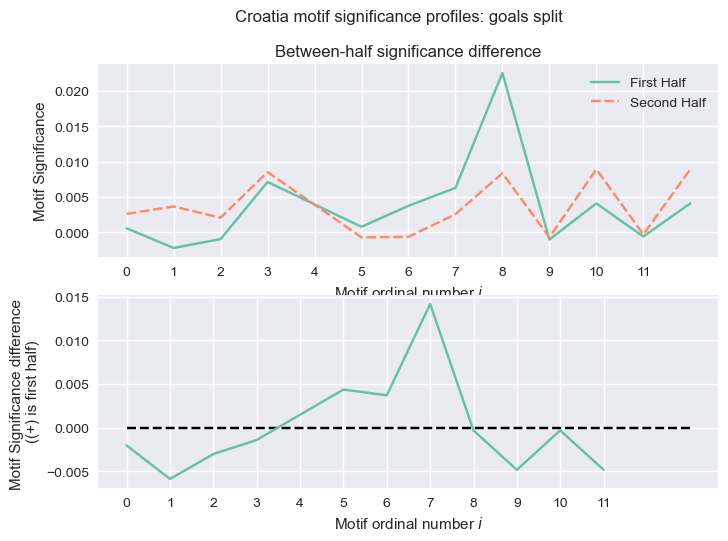 Croatia motif significance profiles: goals split
Between-half significance difference
First Half
Second Half
Motif Significance
0.020
0.015
0.010
0.005
0.000
0 1 2 3 4 5 6 7 8 9 10 11
Motif ordinal number i
Motif Significance difference
((+) is first half)
0.015
0.010
0.005
0.000
−0.005
0 1 2 3 4 5 6 7 8 9 10 11
Motif ordinal number i